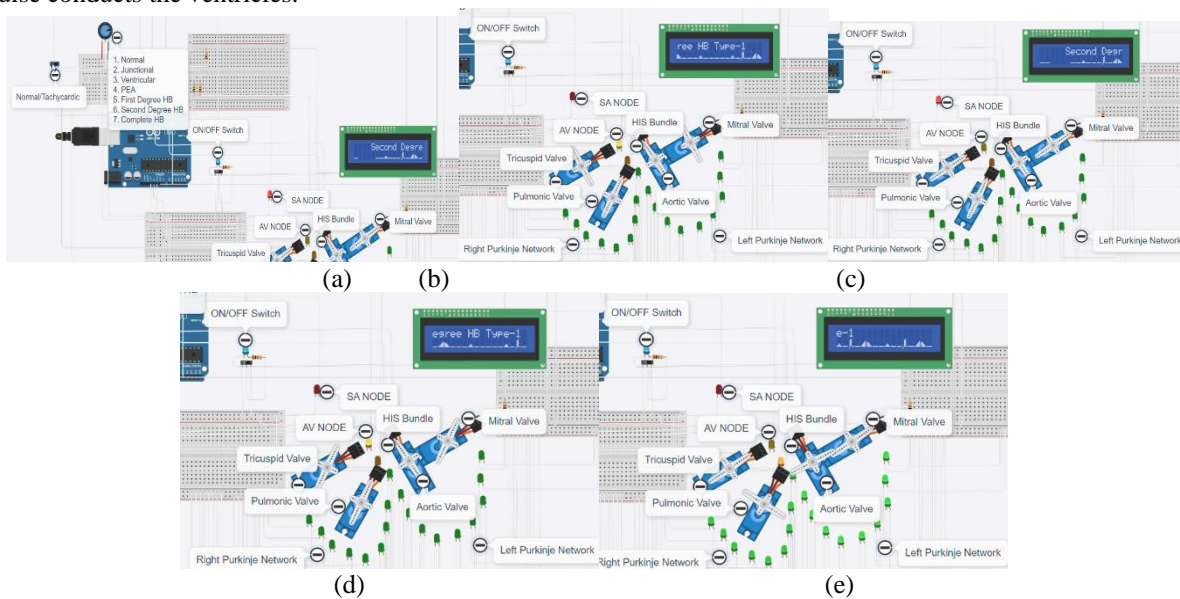 ulse conducts the ventricles.
1. Normal
2. Junctional
3. Ventricular
4. PEA
5. First Degree HB
6. Second Degree HB
7. Complete HB
Normal/Tachycardic
ON/OFF Switch
Second Degre
SA NODE
AV NODE
HIS Bundle
Mitral Valve
Tricuspid Valve
ON/OFF Switch
ree HB Type-1
SA NODE
AV NODE
HIS Bundle
Mitral Valve
Tricuspid Valve
Pulmonic Valve
Aortic Valve
Right Purkinje Network
Left Purkinje Network
ON/OFF Switch
Second Degr
SA NODE
AV NODE
HIS Bundle
Mitral Valve
Tricuspid Valve
Pulmonic Valve
Aortic Valve
Right Purkinje Network
Left Purkinje Network
(a) (b) (c)
ON/OFF Switch
egree HB Type-1
SA NODE
AV NODE
HIS Bundle
Mitral Valve
Tricuspid Valve
Pulmonic Valve
Aortic Valve
Right Purkinje Network
Left Purkinje Network
ON/OFF Switch
e-1
SA NODE
AV NODE
HIS Bundle
Mitral Valve
Tricuspid Valve
Pulmonic Valve
Aortic Valve
Right Purkinje Network
Left Purkinje Network
(d) (e)